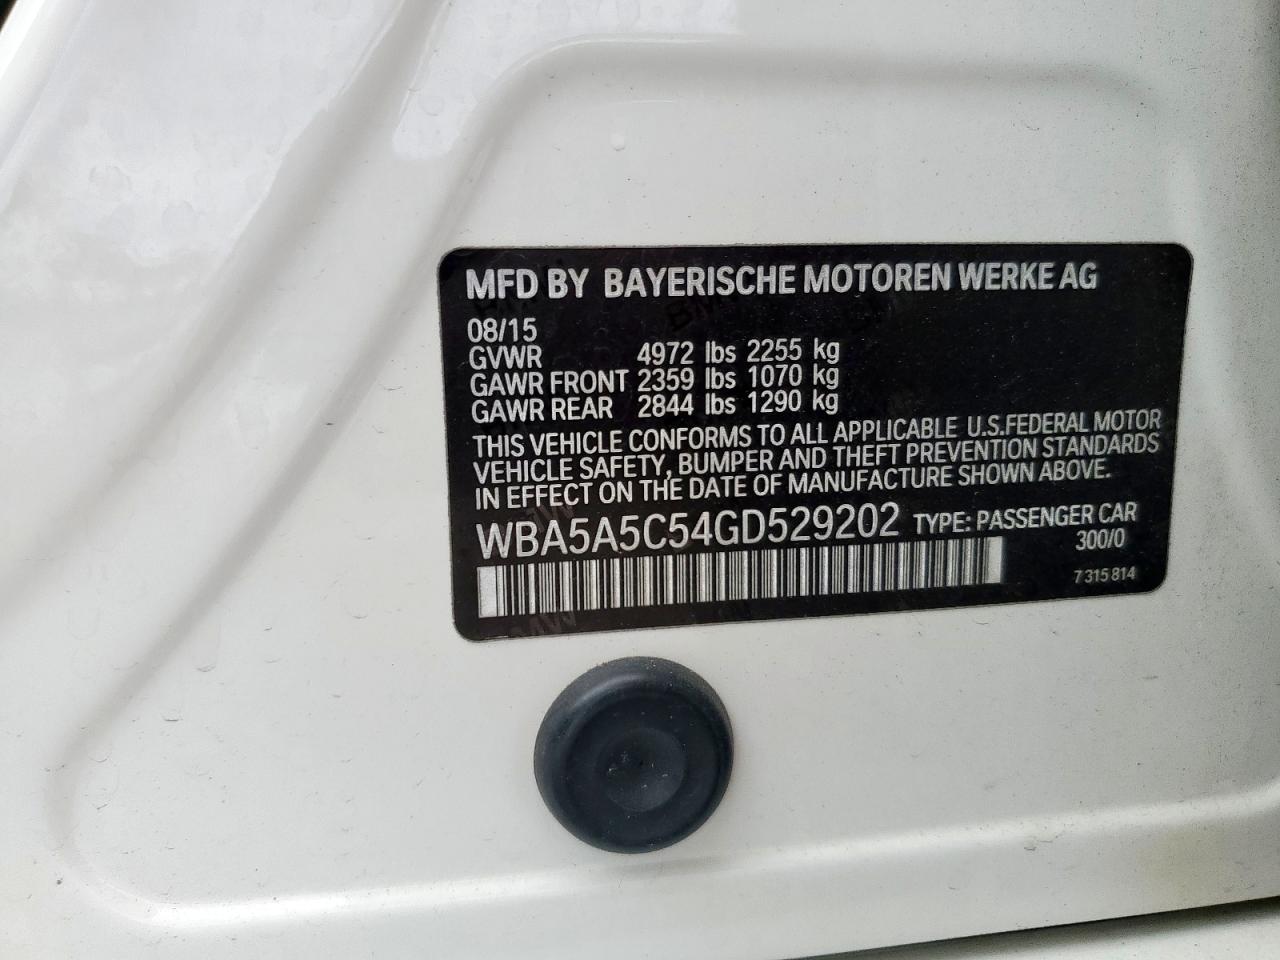 MFD BY BAYERISCHE MOTOREN WERKE AG
08/15
GVWR 4972 lbs 2255 kg
GAWR FRONT 2359 lbs 1070 kg
GAWR REAR 2844 lbs 1290 kg
THIS VEHICLE CONFORMS TO ALL APPLICABLE U.S.FEDERAL MOTOR
VEHICLE SAFETY, BUMPER AND THEFT PREVENTION STANDARDS
IN EFFECT ON THE DATE OF MANUFACTURE SHOWN ABOVE.
WBA5A5C54GD529202 TYPE: PASSENGER CAR
300/0
7 315 814